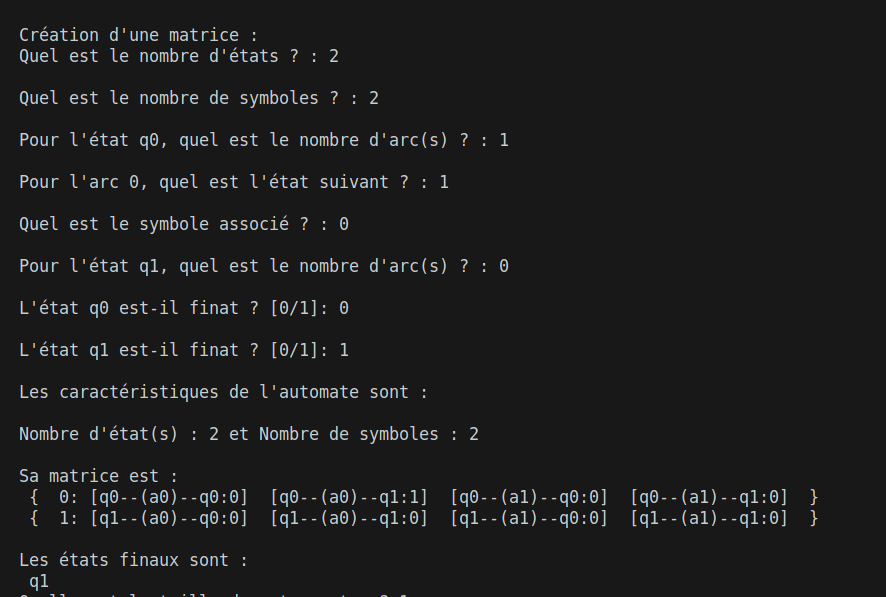 Création d'une matrice :
Quel est le nombre d'états ? : 2
Quel est le nombre de symboles ? : 2
Pour l'état q0, quel est le nombre d'arc(s) ? : 1
Pour l'arc 0, quel est l'état suivant ? : 1
Quel est le symbole associé ? : 0
Pour l'état q1, quel est le nombre d'arc(s) ? : 0
L'état q0 est-il finat ? [0/1]: 0
L'état q1 est-il finat ? [0/1]: 1
Les caractéristiques de l'automate sont :
Nombre d'état(s) : 2 et Nombre de symboles : 2
Sa matrice est :
{  0: [q0--(a0)--q0:0]  [q0--(a0)--q1:1]  [q0--(a1)--q0:0]  [q0--(a1)--q1:0]  }
{  1: [q1--(a0)--q0:0]  [q1--(a0)--q1:0]  [q1--(a1)--q0:0]  [q1--(a1)--q1:0]  }
Les états finaux sont :
q1